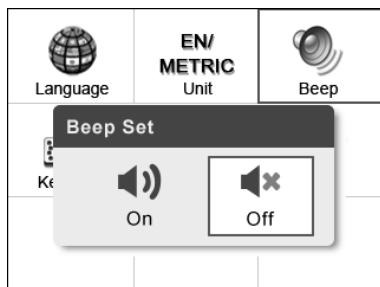 EN/
METRIC
Language
Unit
Beep
Beep Set
On
Off